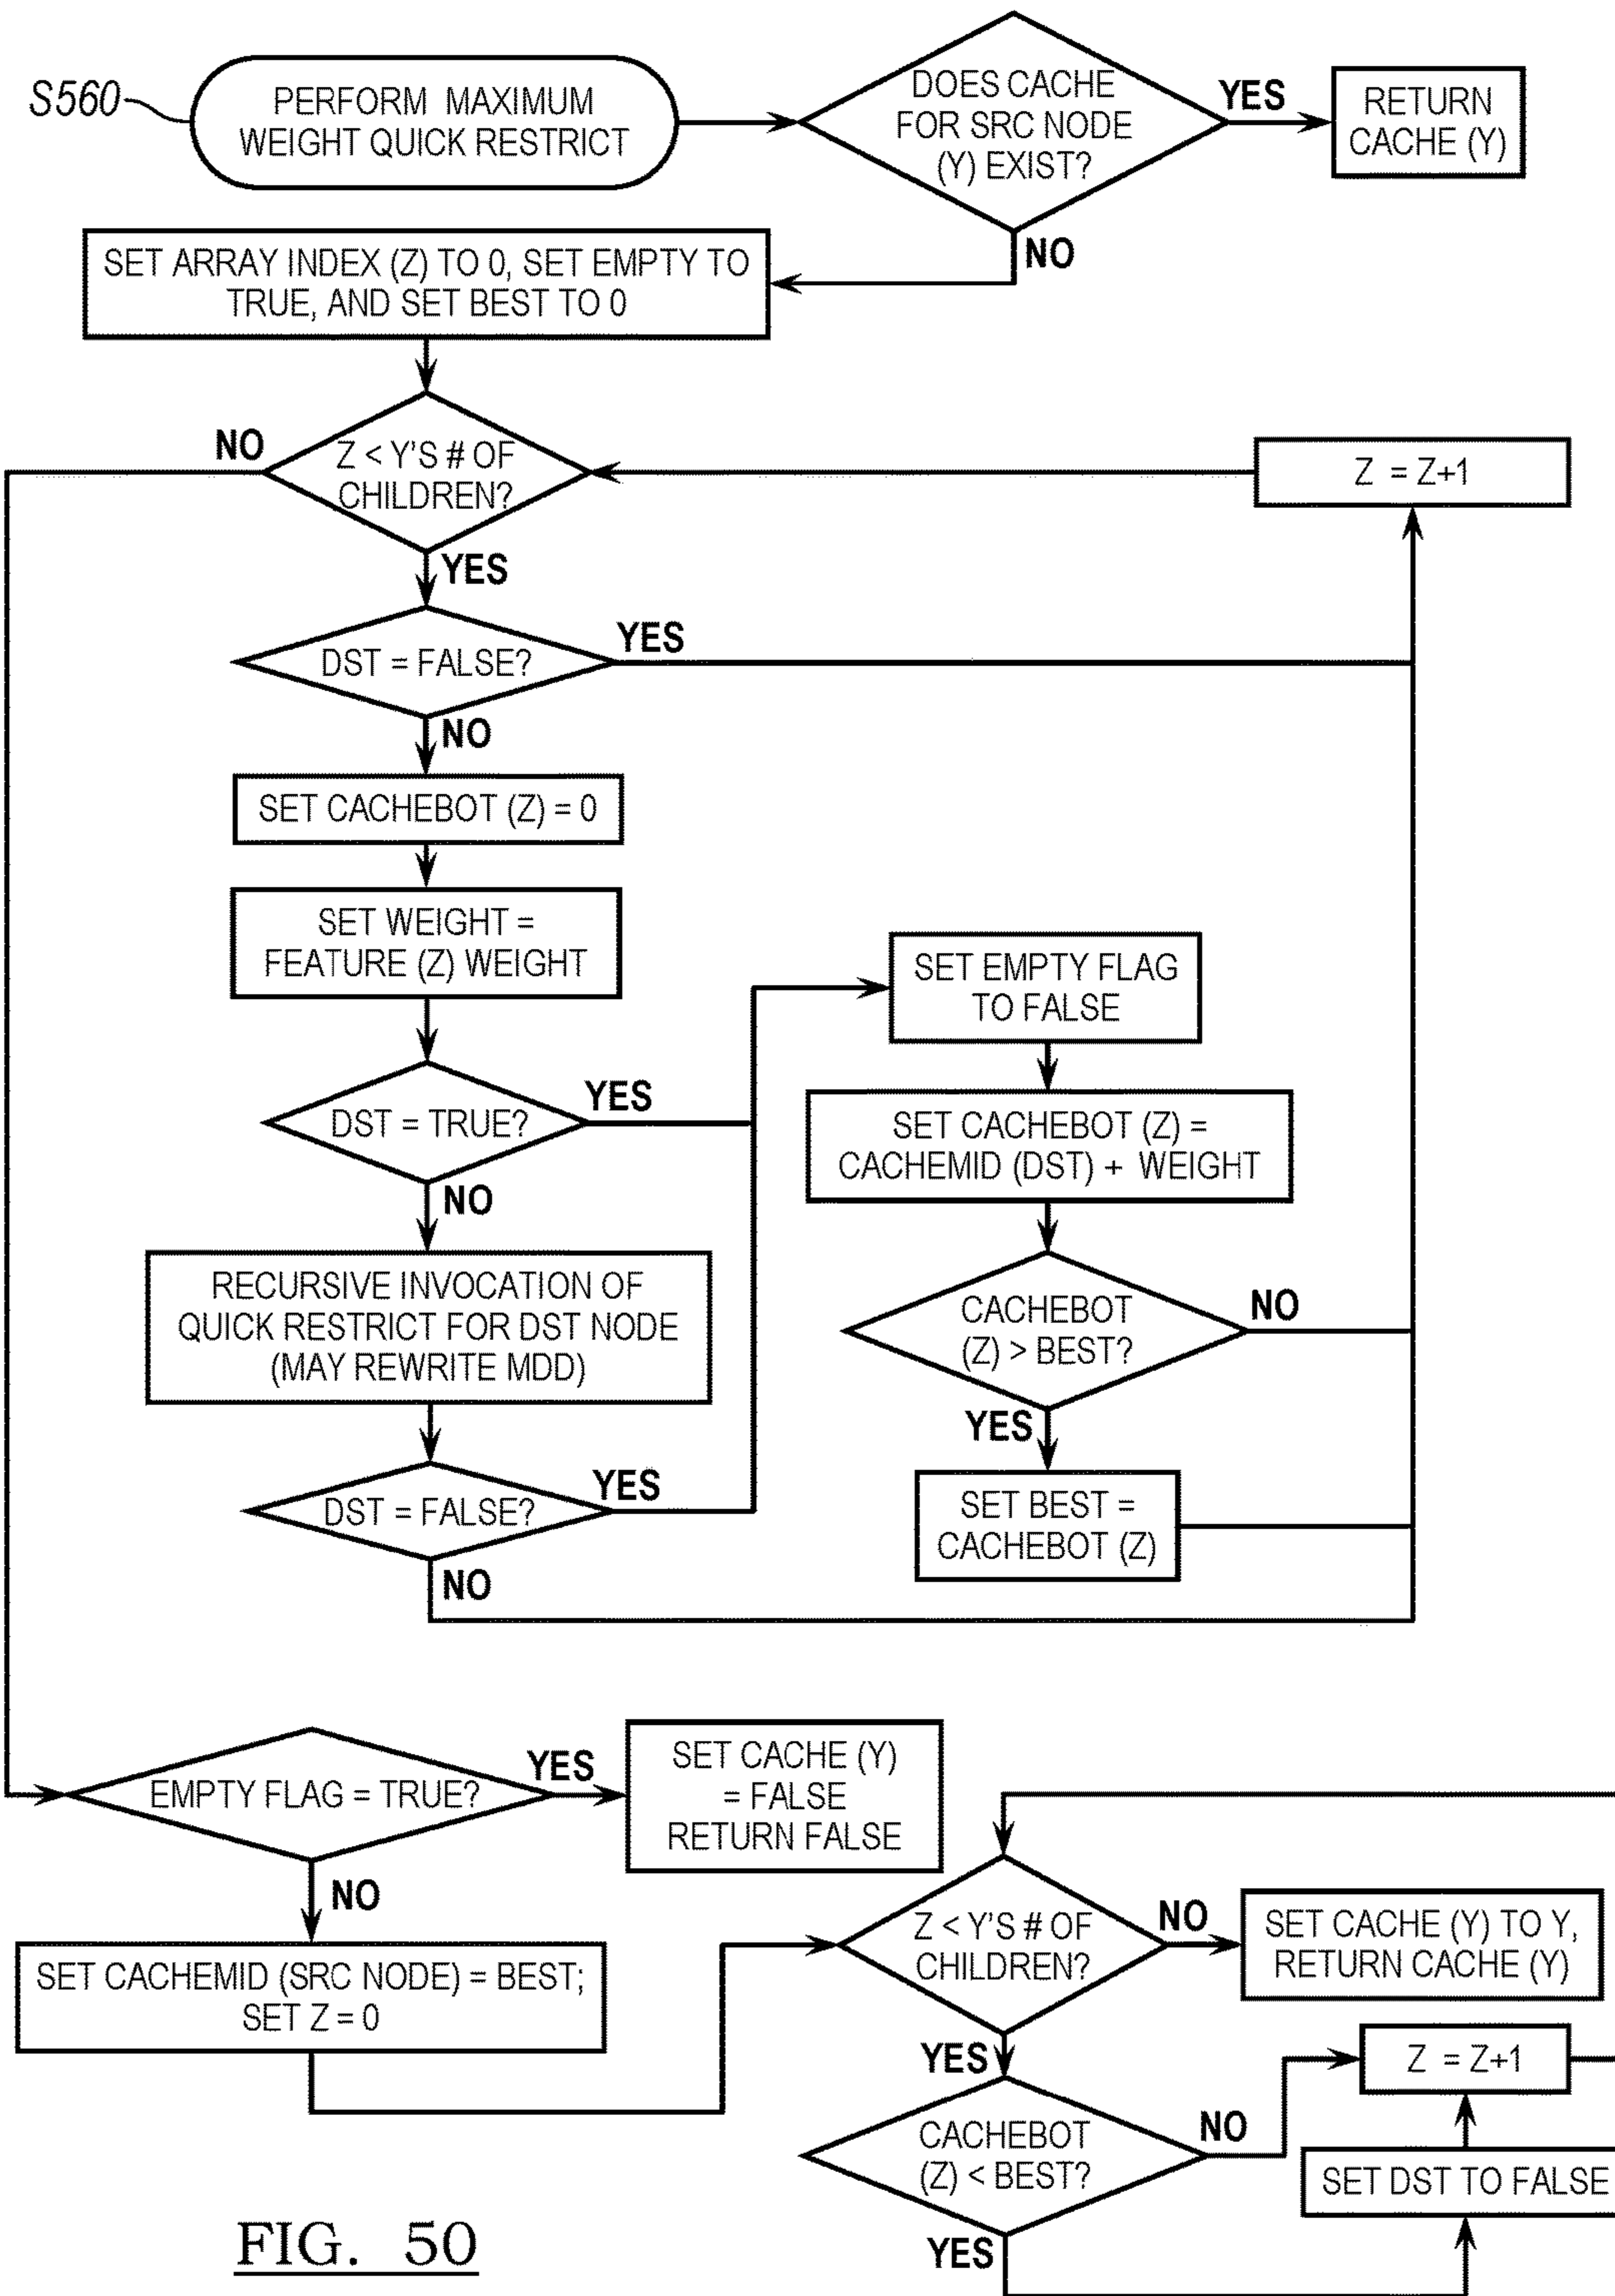 S560
PERFORM MAXIMUM
WEIGHT QUICK RESTRICT
DOES CACHE
FOR SRC NODE
(Y) EXIST?
YES
RETURN
CACHE (Y)
NO
SET ARRAY INDEX (Z) TO 0, SET EMPTY TO
TRUE, AND SET BEST TO 0
NO
Z < Y'S # OF
CHILDREN?
Z = Z+1
YES
DST = FALSE?
YES
NO
SET CACHEBOT (Z) = 0
SET WEIGHT =
FEATURE (Z) WEIGHT
DST = TRUE?
YES
NO
RECURSIVE INVOCATION OF
QUICK RESTRICT FOR DST NODE
(MAY REWRITE MDD)
DST = FALSE?
YES
NO
SET EMPTY FLAG
TO FALSE
SET CACHEBOT (Z) =
CACHEMID (DST) + WEIGHT
CACHEBOT
(Z) > BEST?
NO
YES
SET BEST =
CACHEBOT (Z)
EMPTY FLAG = TRUE?
YES
SET CACHE (Y)
= FALSE
RETURN FALSE
NO
SET CACHEMID (SRC NODE) = BEST;
SET Z = 0
Z < Y'S # OF
CHILDREN?
NO
SET CACHE (Y) TO Y,
RETURN CACHE (Y)
YES
Z = Z+1
CACHEBOT
(Z) < BEST?
NO
SET DST TO FALSE
YES
FIG. 50